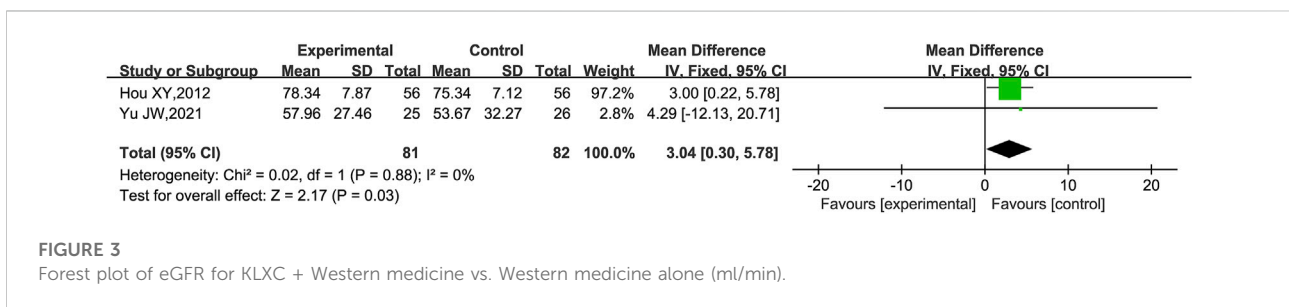 Experimental Control Mean Difference Mean Difference
Study or Subgroup Mean SD Total Mean SD Total Weight IV, Fixed, 95% CI IV, Fixed, 95% CI
Hou XY,2012 78.34 7.87 56 75.34 7.12 56 97.2% 3.00 [0.22, 5.78]
Yu JW,2021 57.96 27.46 25 53.67 32.27 26 2.8% 4.29 [-12.13, 20.71]
Total (95% CI) 81 82 100.0% 3.04 [0.30, 5.78]
Heterogeneity: Chi² = 0.02, df = 1 (P = 0.88); I² = 0%
Test for overall effect: Z = 2.17 (P = 0.03)
-20 -10 0 10 20
Favours [experimental] Favours [control]
FIGURE 3
Forest plot of eGFR for KLXC + Western medicine vs. Western medicine alone (ml/min).